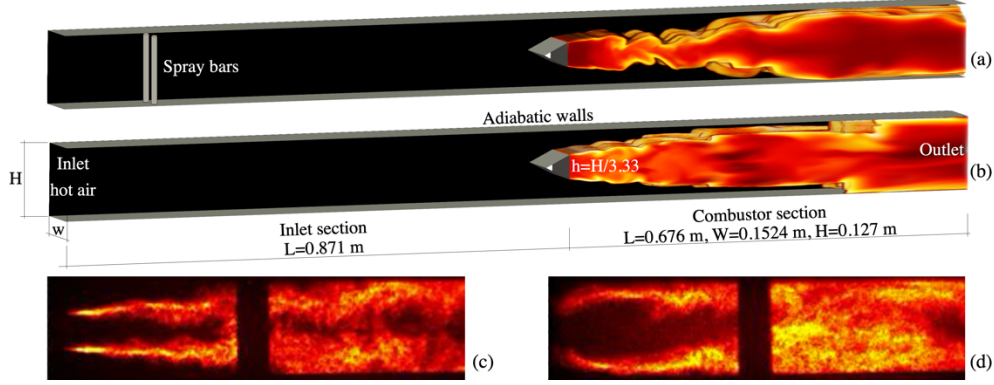 (a)
Spray bars
Adiabatic walls
Inlet
hot air
H
w
h=H/3.33
Outlet
(b)
Inlet section
L=0.871 m
Combustor section
L=0.676 m, W=0.1524 m, H=0.127 m
(c)
(d)